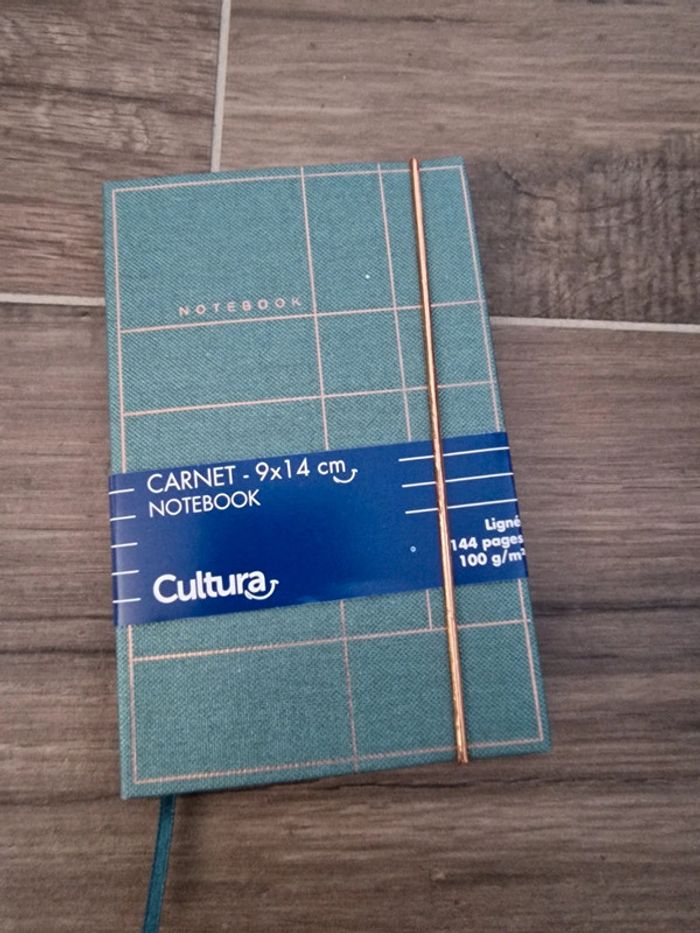 NOTEBOOK
CARNET - 9x14 cm
NOTEBOOK
Ligné
144 pages
100 g/m²
Cultura